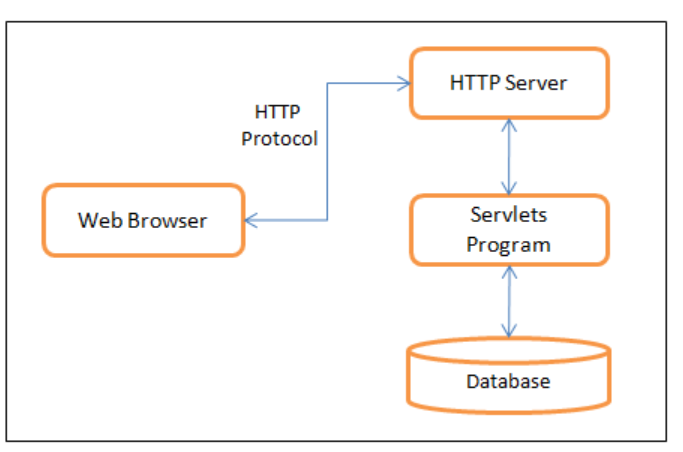 HTTP Server
HTTP
Protocol
Web Browser
Servlets
Program
Database